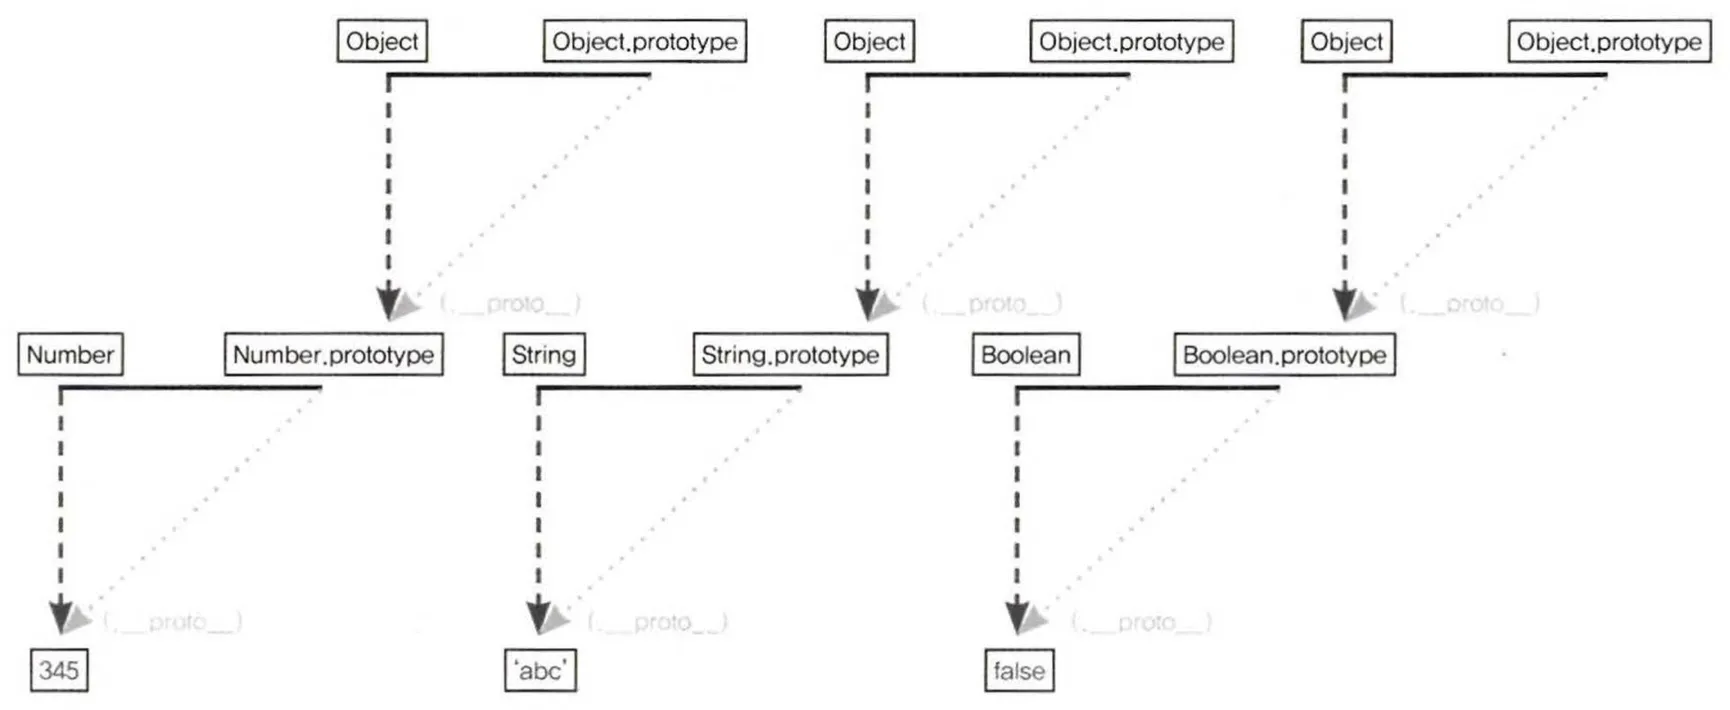 Object Object.prototype Object Object.prototype Object Object.prototype
(.__proto__) (.__proto__) (.__proto__)
Number Number.prototype String String.prototype Boolean Boolean.prototype
(.__proto__) (.__proto__) (.__proto__)
345 'abc' false